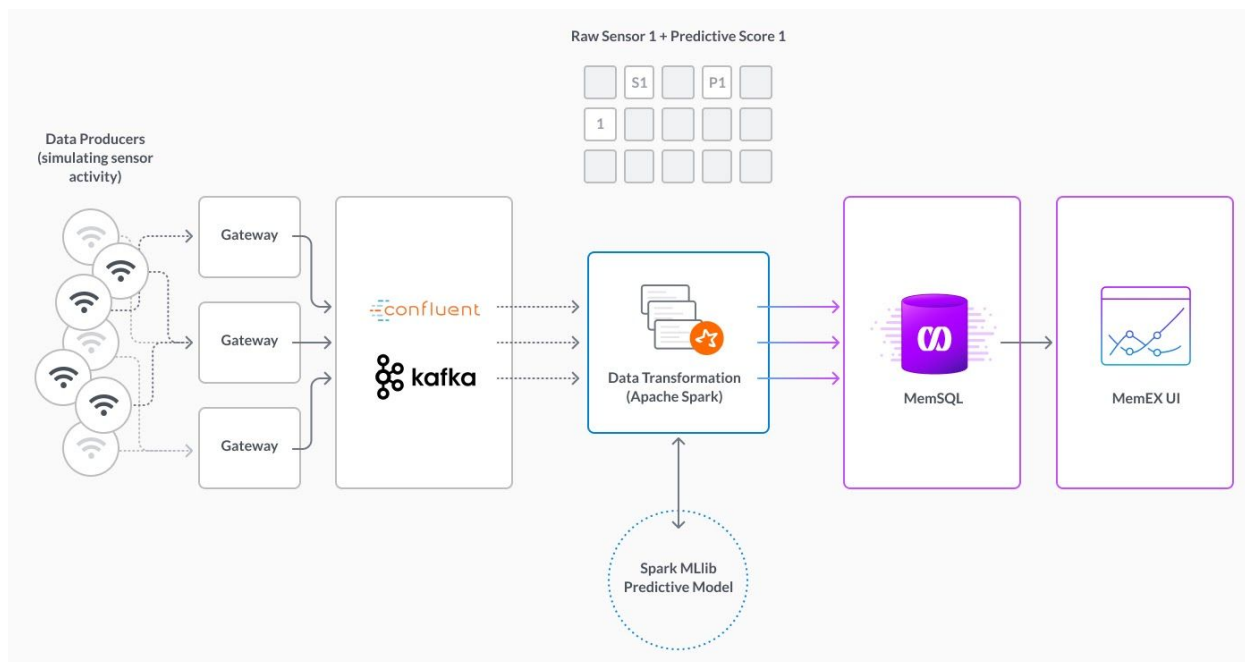 Raw Sensor 1 + Predictive Score 1
S1
P1
1
Data Producers
(simulating sensor
activity)
Gateway
Gateway
Gateway
confluent
kafka
Data Transformation
(Apache Spark)
MemSQL
MemEX UI
Spark MLlib
Predictive Model